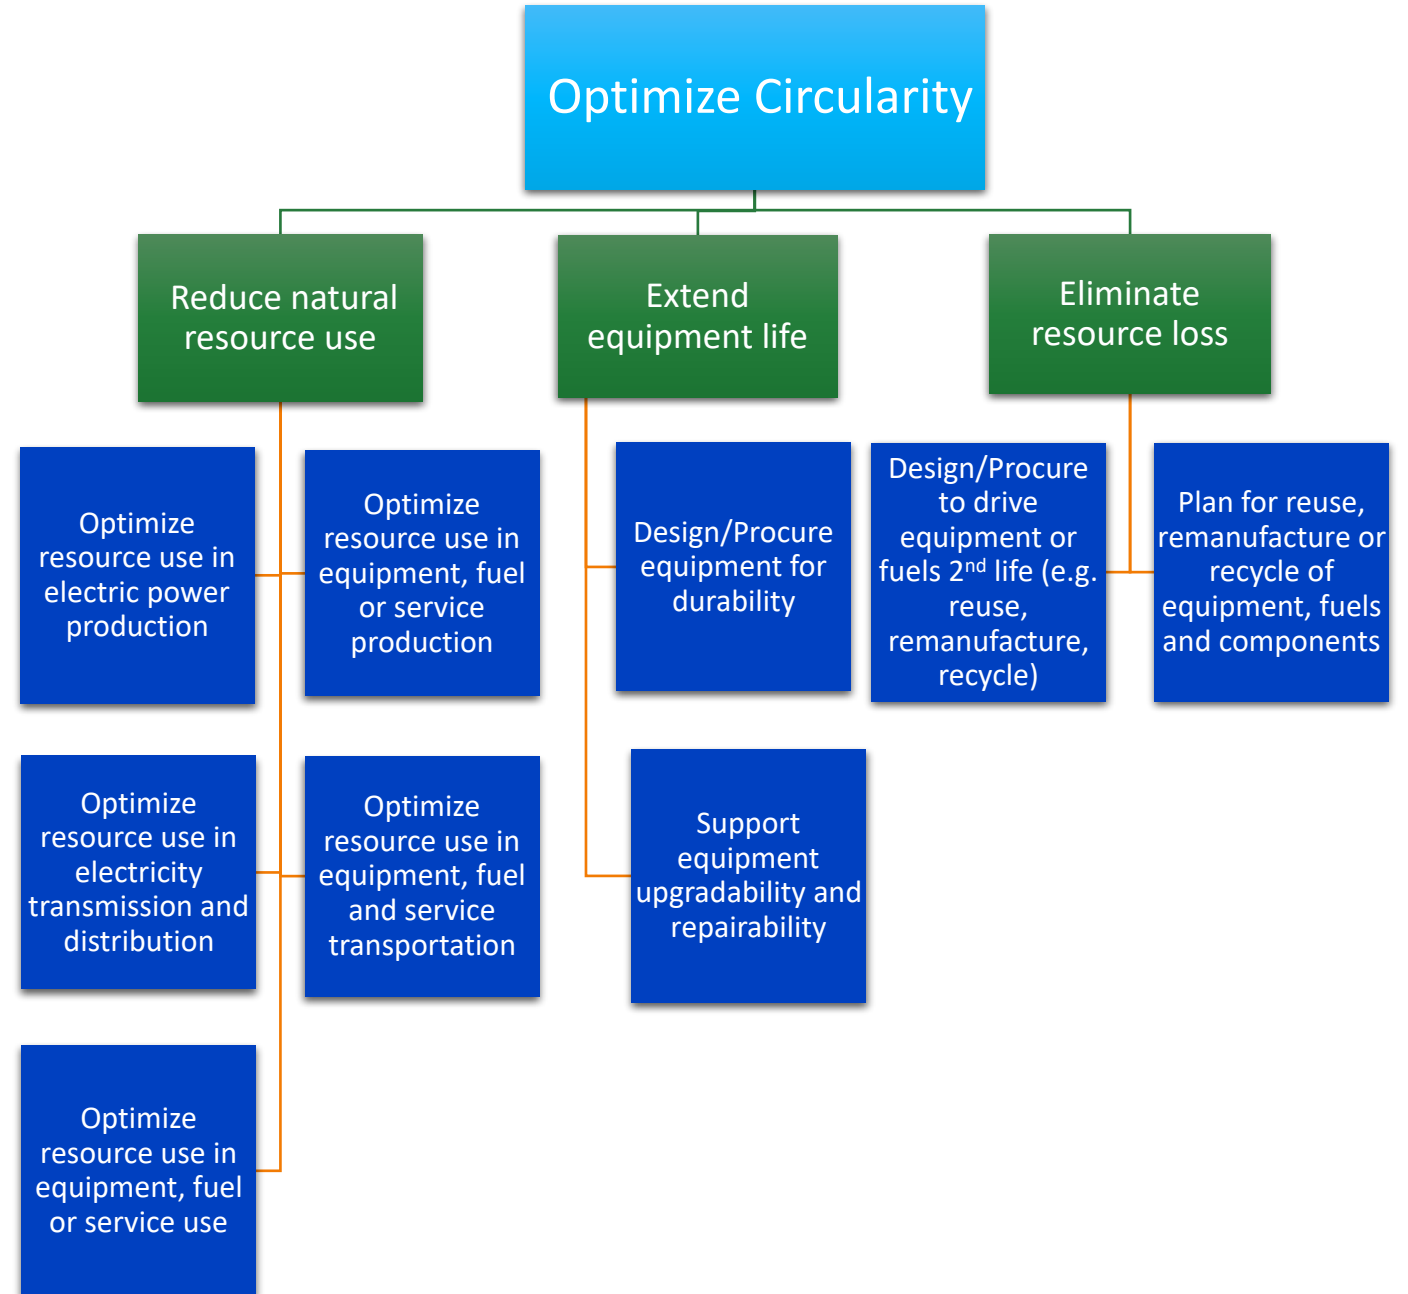 Optimize Circularity
Reduce natural
resource use
Extend
equipment life
Eliminate
resource loss
Optimize
resource use in
electric power
production
Optimize
resource use in
equipment, fuel
or service
production
Design/Procure
equipment for
durability
Design/Procure
to drive
equipment or
fuels 2nd life (e.g.
reuse,
remanufacture,
recycle)
Plan for reuse,
remanufacture or
recycle of
equipment, fuels
and components
Optimize
resource use in
electricity
transmission and
distribution
Optimize
resource use in
equipment, fuel
and service
transportation
Support
equipment
upgradability and
repairability
Optimize
resource use in
equipment, fuel
or service use